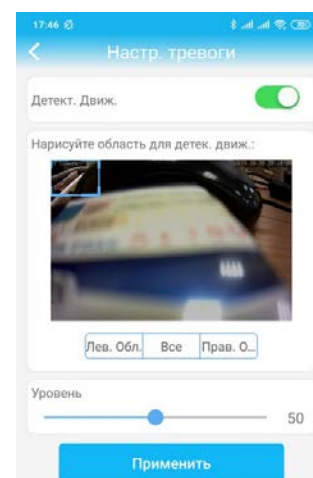 17:46
Настр. тревоги
Детект. Движ.
Нарисуйте область для детек. движ.:
Лев. Обл. Все Прав. О...
Уровень
50
Применить